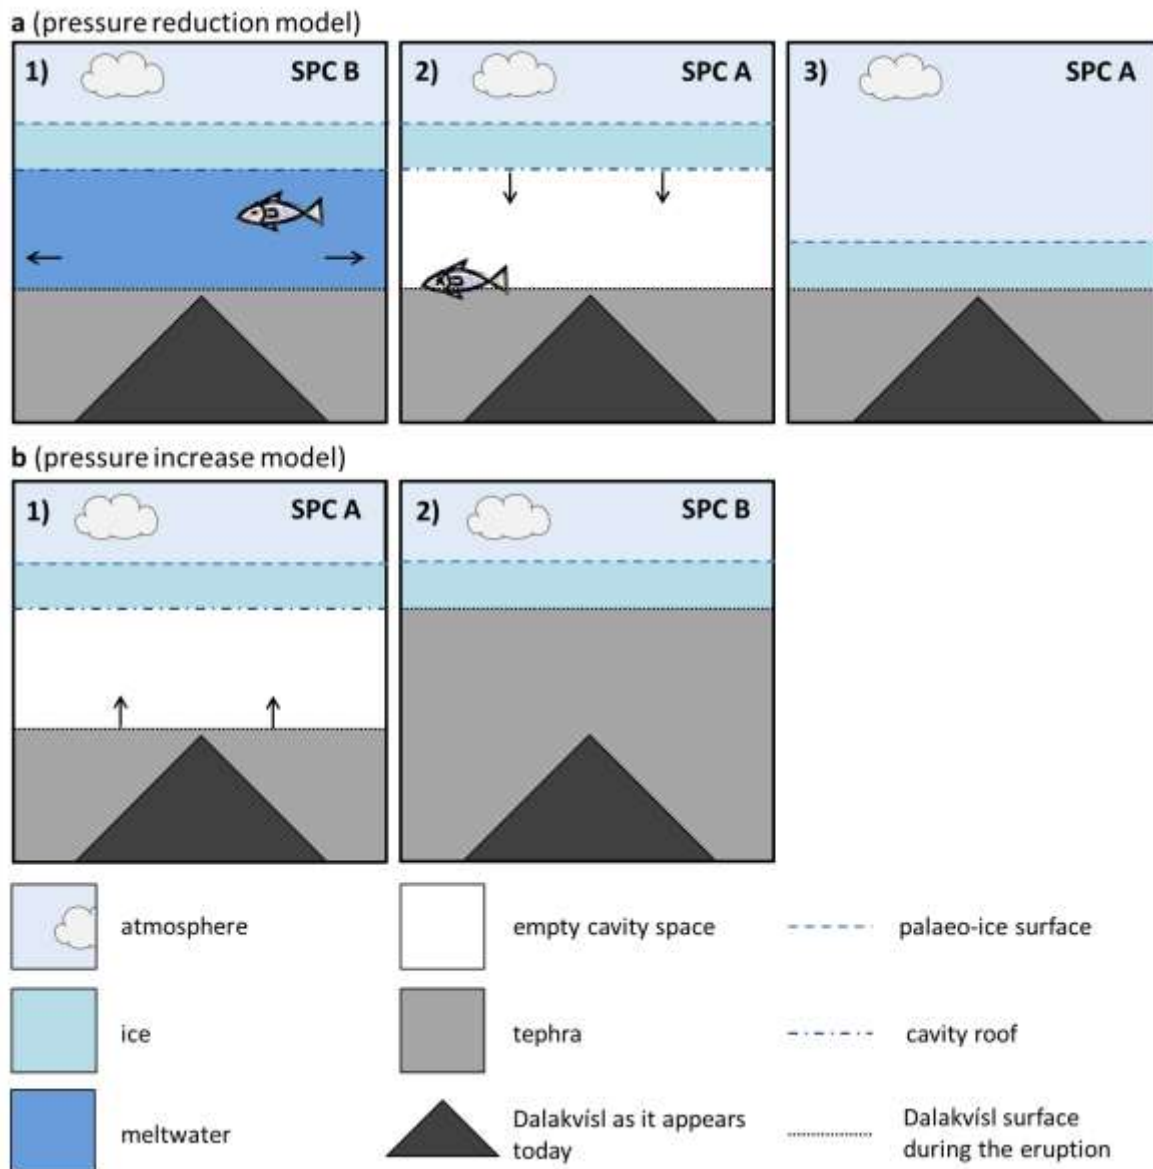 a (pressure reduction model)
1) SPC B 2) SPC A 3) SPC A
b (pressure increase model)
1) SPC A 2) SPC B
atmosphere empty cavity space palaeo-ice surface
ice tephra cavity roof
meltwater Dalakvísl as it appears Dalakvísl surface
today during the eruption